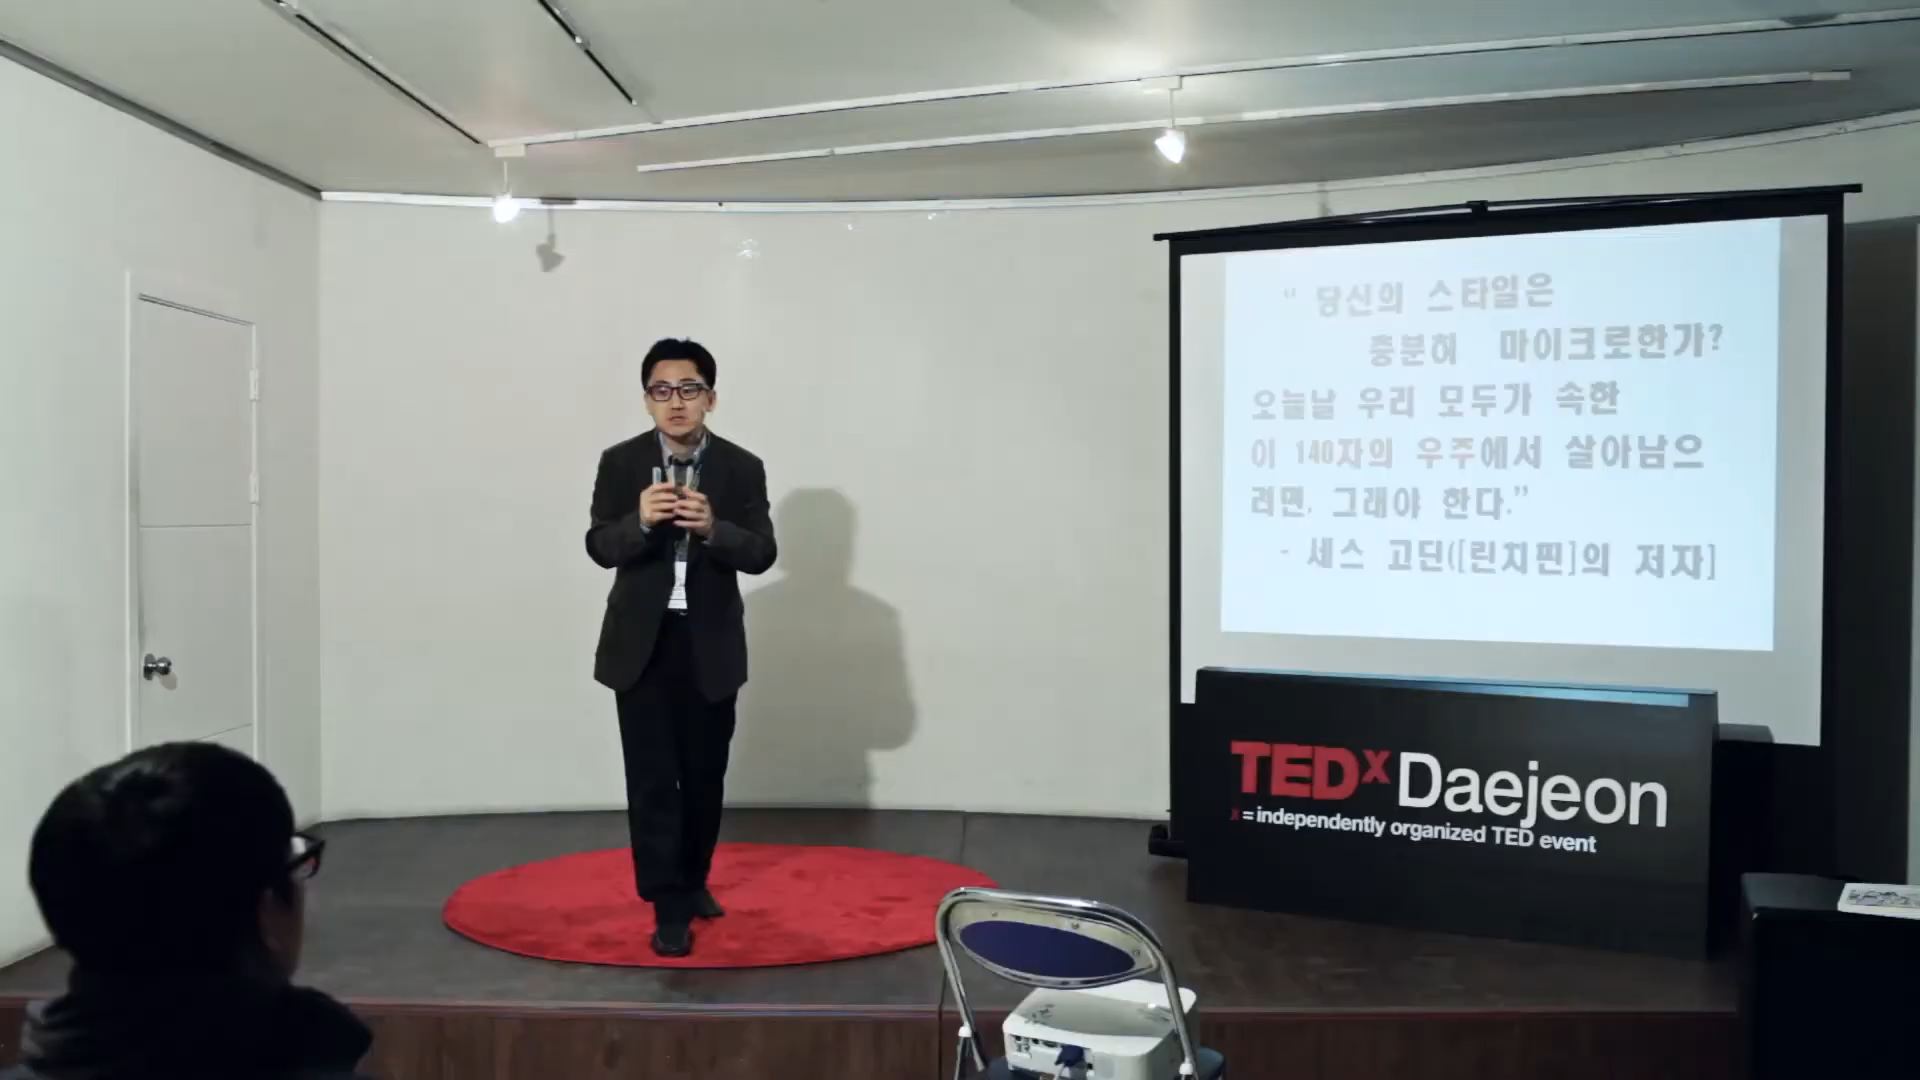 “ 당신의 스타일은
충분히 마이크로한가?
오늘날 우리 모두가 속한
이 140자의 우주에서 살아남으
려면, 그래야 한다.”
- 세스 고딘([린치핀]의 저자]
TEDx Daejeon
x = independently organized TED event